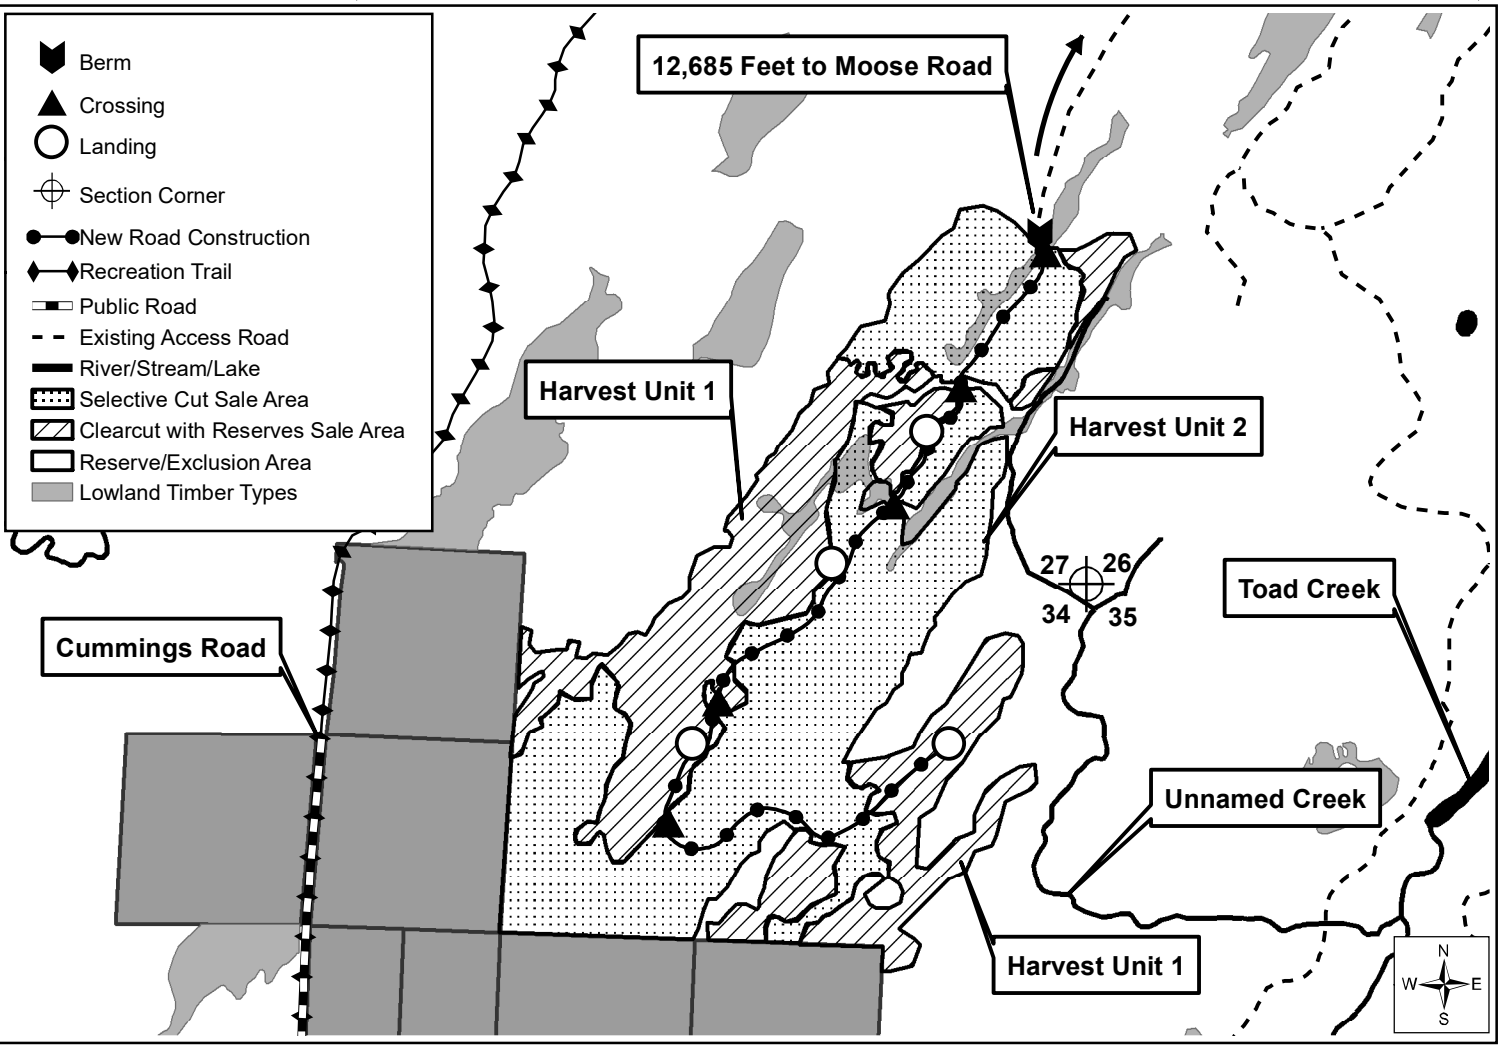 Berm
Crossing
Landing
Section Corner
New Road Construction
Recreation Trail
Public Road
Existing Access Road
River/Stream/Lake
Selective Cut Sale Area
Clearcut with Reserves Sale Area
Reserve/Exclusion Area
Lowland Timber Types
12,685 Feet to Moose Road
Harvest Unit 1
Harvest Unit 2
27 26
34 35
Toad Creek
Cummings Road
Unnamed Creek
Harvest Unit 1
N
W E
S